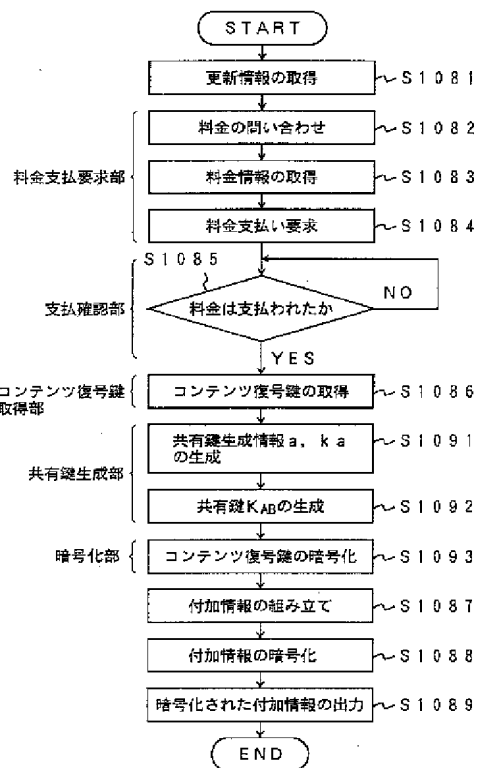 START
更新情報の取得 S1081
料金の問い合わせ S1082
料金支払要求部 料金情報の取得 S1083
料金支払い要求 S1084
S1085
支払確認部 料金は支払われたか NO
YES
コンテンツ復号鍵
取得部
コンテンツ復号鍵の取得 S1086
共有鍵生成部
共有鍵生成情報a, ka
の生成
S1091
共有鍵KABの生成 S1092
暗号化部 コンテンツ復号鍵の暗号化 S1093
付加情報の組み立て S1087
付加情報の暗号化 S1088
暗号化された付加情報の出力 S1089
END